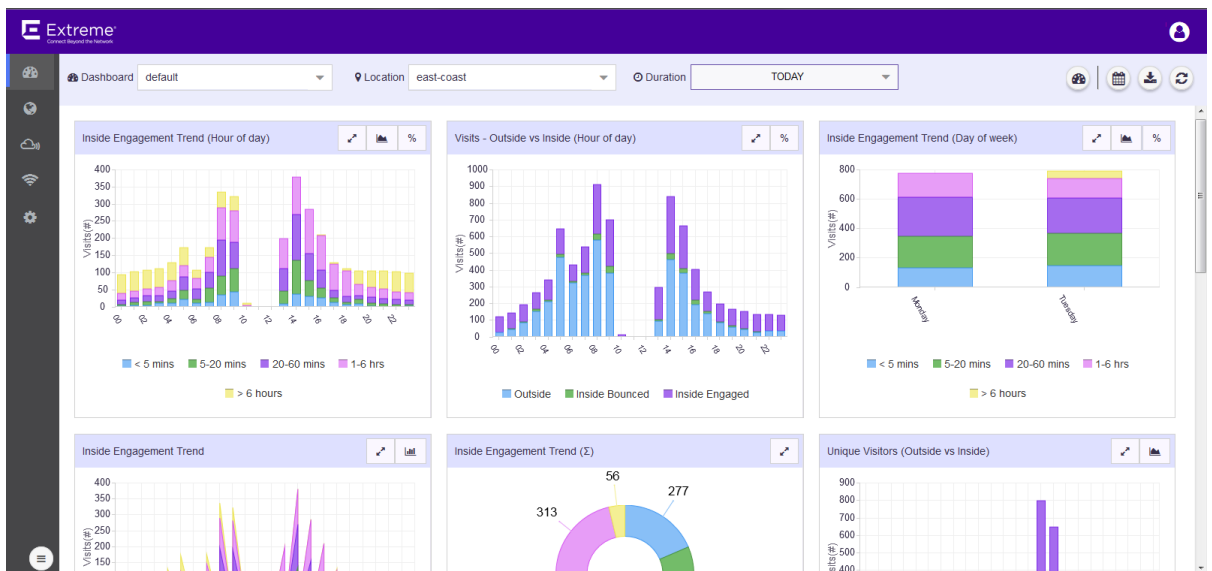 Extreme
Connect Beyond the Network
Dashboard default Location east-coast Duration TODAY
Inside Engagement Trend (Hour of day) %
Visits(#)
400
350
300
250
200
150
100
50
0
00 02 04 06 08 10 12 14 16 18 20 22
< 5 mins 5-20 mins 20-60 mins 1-6 hrs
> 6 hours
Visits - Outside vs Inside (Hour of day) %
Visits(#)
1000
900
800
700
600
500
400
300
200
100
0
00 02 04 06 08 10 12 14 16 18 20 22
Outside Inside Bounced Inside Engaged
Inside Engagement Trend (Day of week) %
Visits(#)
800
600
400
200
0
Monday Tuesday
< 5 mins 5-20 mins 20-60 mins 1-6 hrs
> 6 hours
Inside Engagement Trend
Visits(#)
400
350
300
250
200
150
Inside Engagement Trend (Σ)
56
277
313
Unique Visitors (Outside vs Inside)
900
800
700
600
500
400